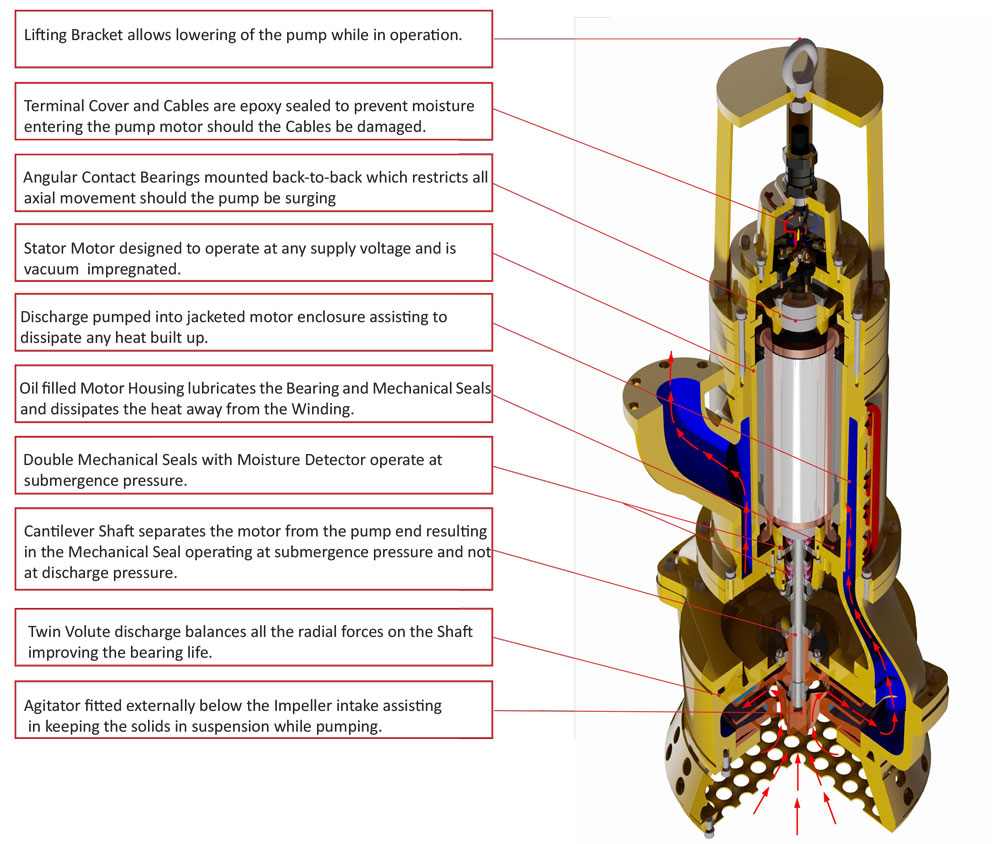 Lifting Bracket allows lowering of the pump while in operation.
Terminal Cover and Cables are epoxy sealed to prevent moisture
entering the pump motor should the Cables be damaged.
Angular Contact Bearings mounted back-to-back which restricts all
axial movement should the pump be surging
Stator Motor designed to operate at any supply voltage and is
vacuum impregnated.
Discharge pumped into jacketed motor enclosure assisting to
dissipate any heat built up.
Oil filled Motor Housing lubricates the Bearing and Mechanical Seals
and dissipates the heat away from the Winding.
Double Mechanical Seals with Moisture Detector operate at
submergence pressure.
Cantilever Shaft separates the motor from the pump end resulting
in the Mechanical Seal operating at submergence pressure and not
at discharge pressure.
Twin Volute discharge balances all the radial forces on the Shaft
improving the bearing life.
Agitator fitted externally below the Impeller intake assisting
in keeping the solids in suspension while pumping.